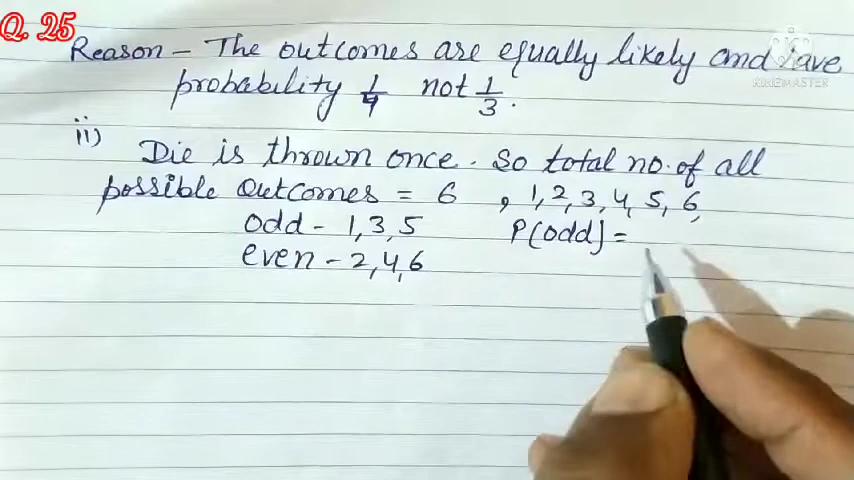 Q. 25
Reason – The outcomes are equally likely and have
probability 1/4 not 1/3.
KINEMASTER
ii) Die is thrown once. So total no. of all
possible outcomes = 6 , 1, 2, 3, 4, 5, 6,
odd – 1, 3, 5 P(odd) =
even – 2, 4, 6